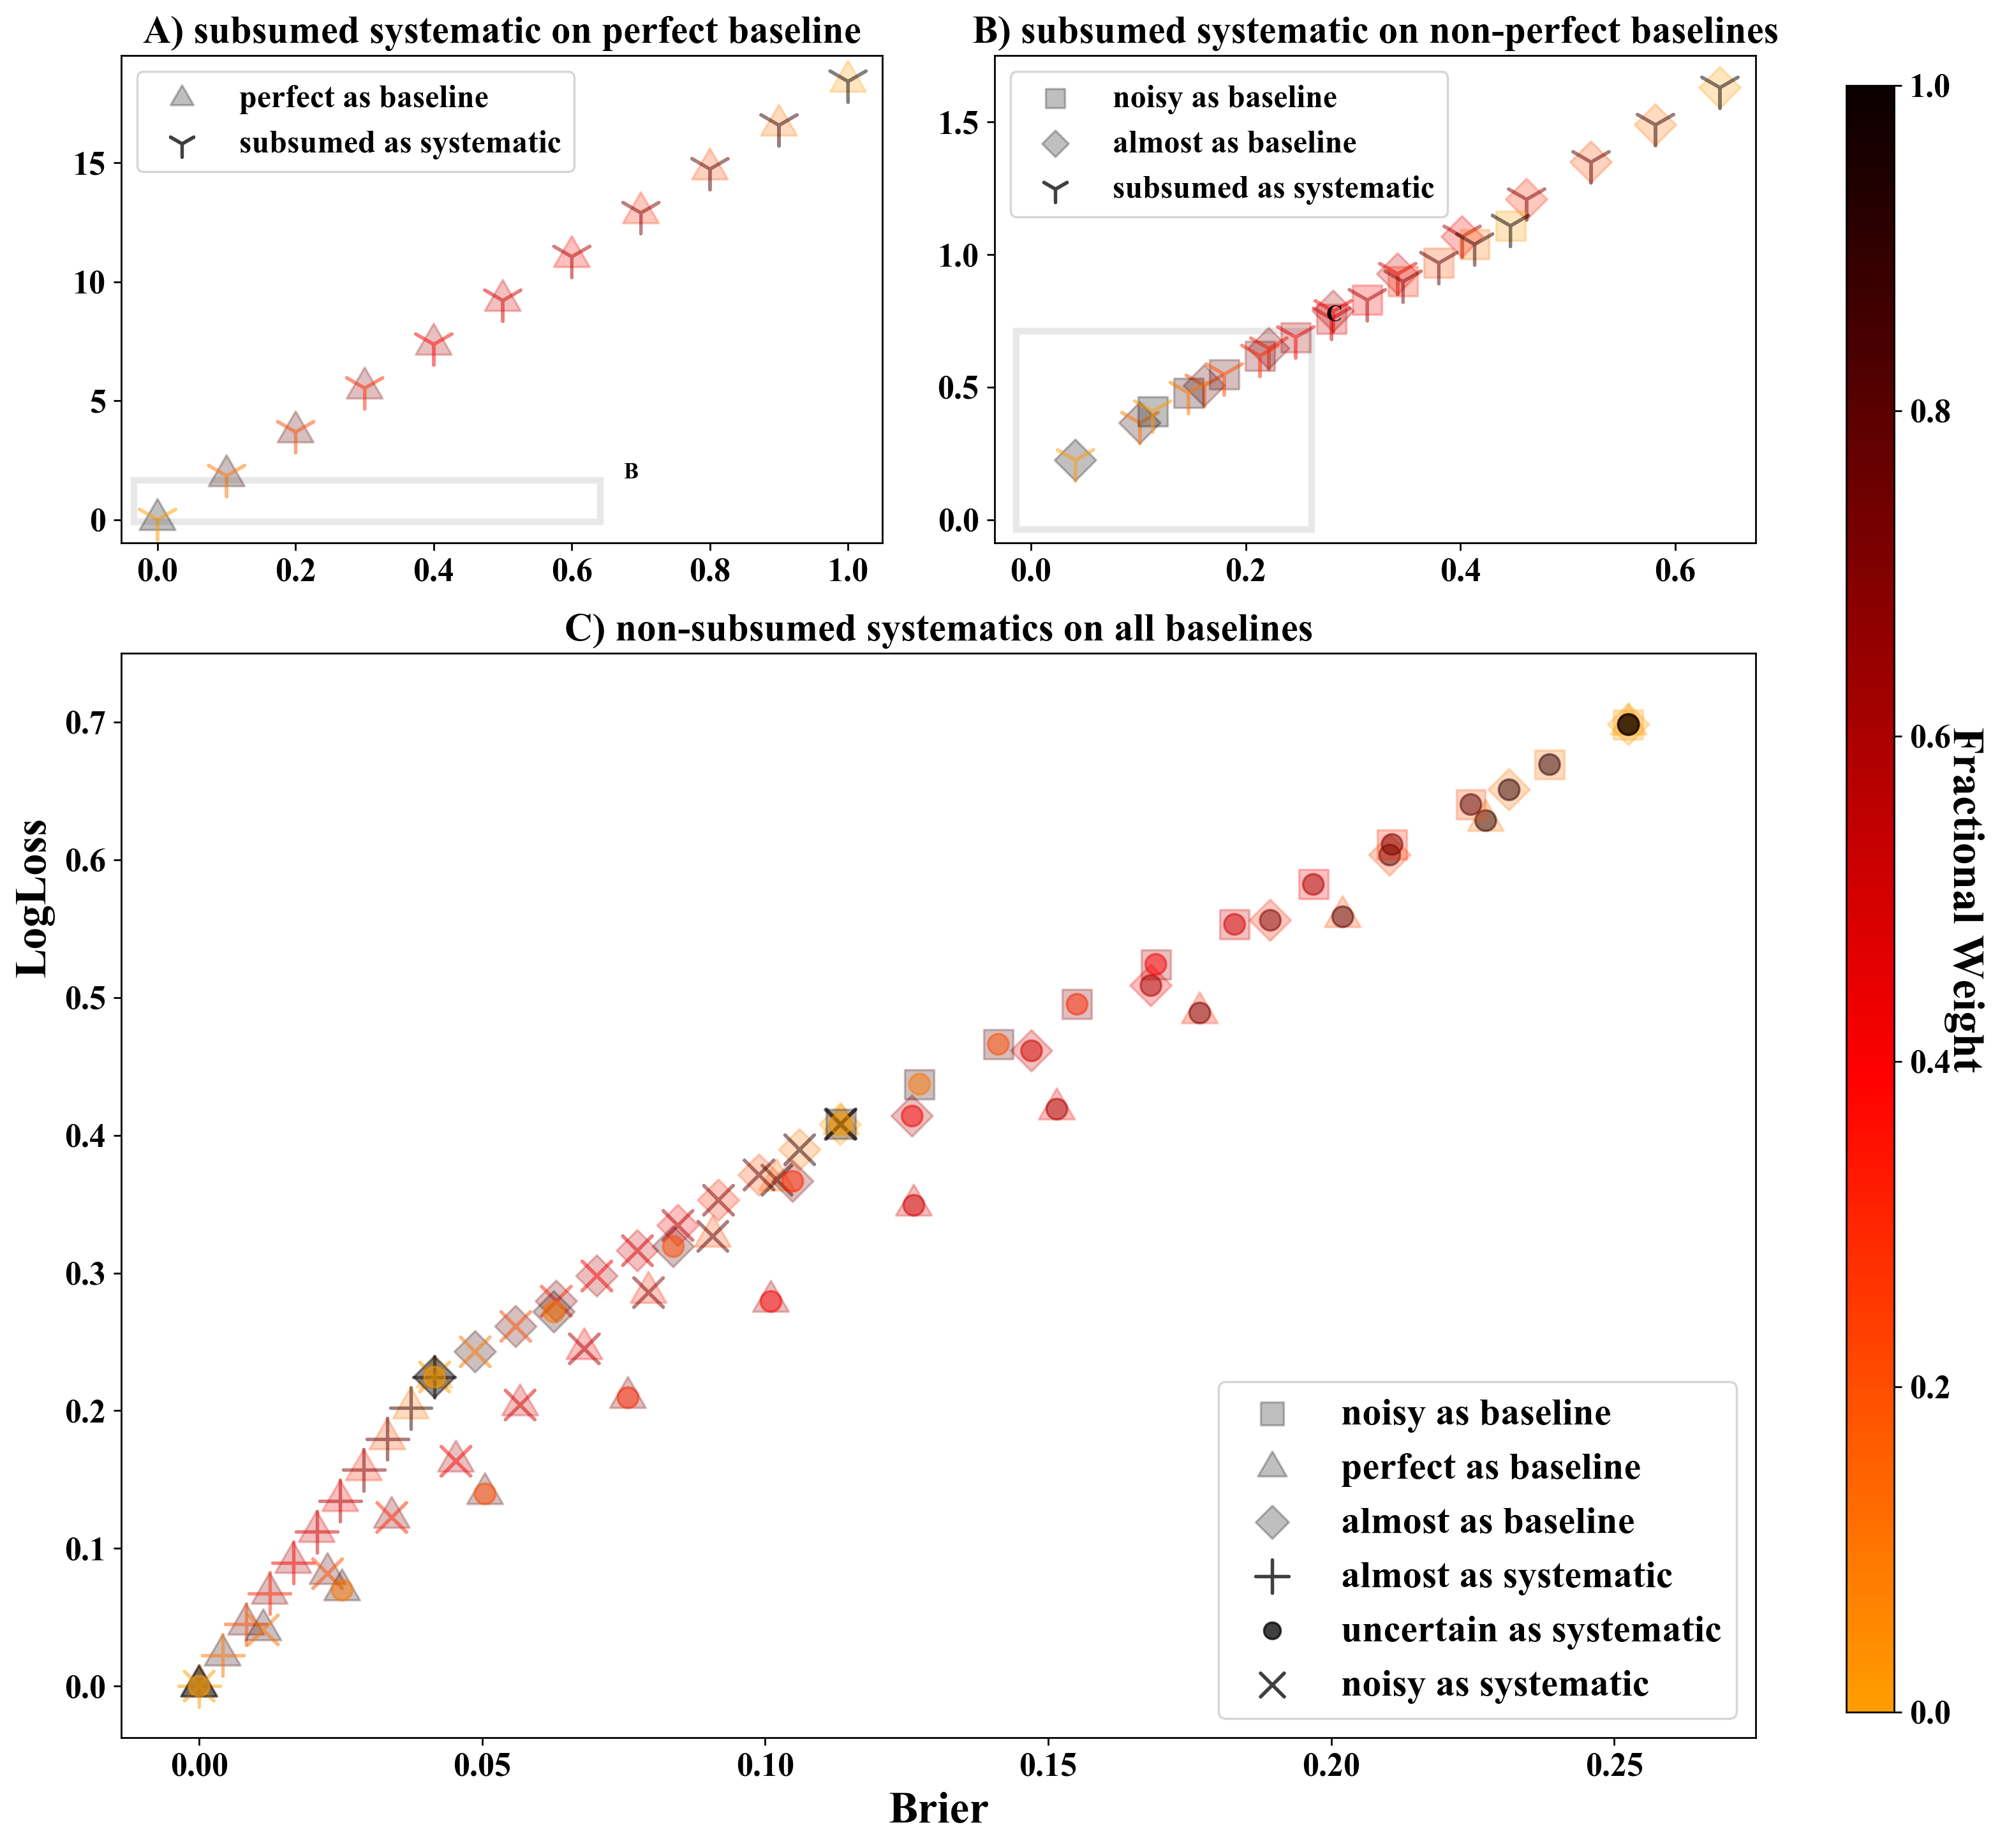 A) subsumed systematic on perfect baseline
perfect as baseline
subsumed as systematic
15
10
5
0
B
0.0 0.2 0.4 0.6 0.8 1.0
B) subsumed systematic on non-perfect baselines
noisy as baseline
almost as baseline
subsumed as systematic
1.5
1.0
0.5
0.0
C
0.0 0.2 0.4 0.6
C) non-subsumed systematics on all baselines
LogLoss
0.7
0.6
0.5
0.4
0.3
0.2
0.1
0.0
noisy as baseline
perfect as baseline
almost as baseline
almost as systematic
uncertain as systematic
noisy as systematic
0.00 0.05 0.10 0.15 0.20 0.25
Brier
1.0
0.8
0.6
0.4
0.2
0.0
Fractional Weight